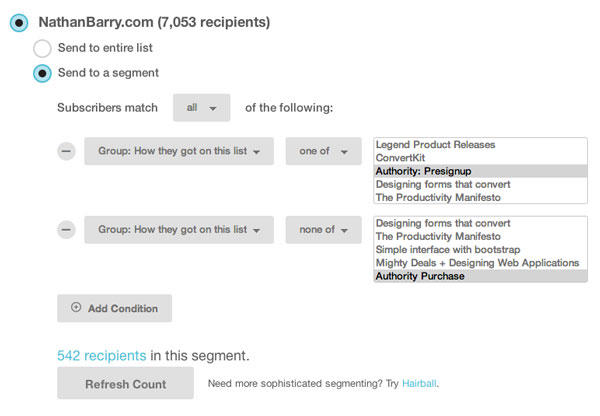 NathanBarry.com (7,053 recipients)
Send to entire list
Send to a segment
Subscribers match all of the following:
Group: How they got on this list one of
Legend Product Releases
ConvertKit
Authority: Presignup
Designing forms that convert
The Productivity Manifesto
Group: How they got on this list none of
Designing forms that convert
The Productivity Manifesto
Simple interface with bootstrap
Mighty Deals + Designing Web Applications
Authority Purchase
Add Condition
542 recipients in this segment.
Refresh Count Need more sophisticated segmenting? Try Hairball.